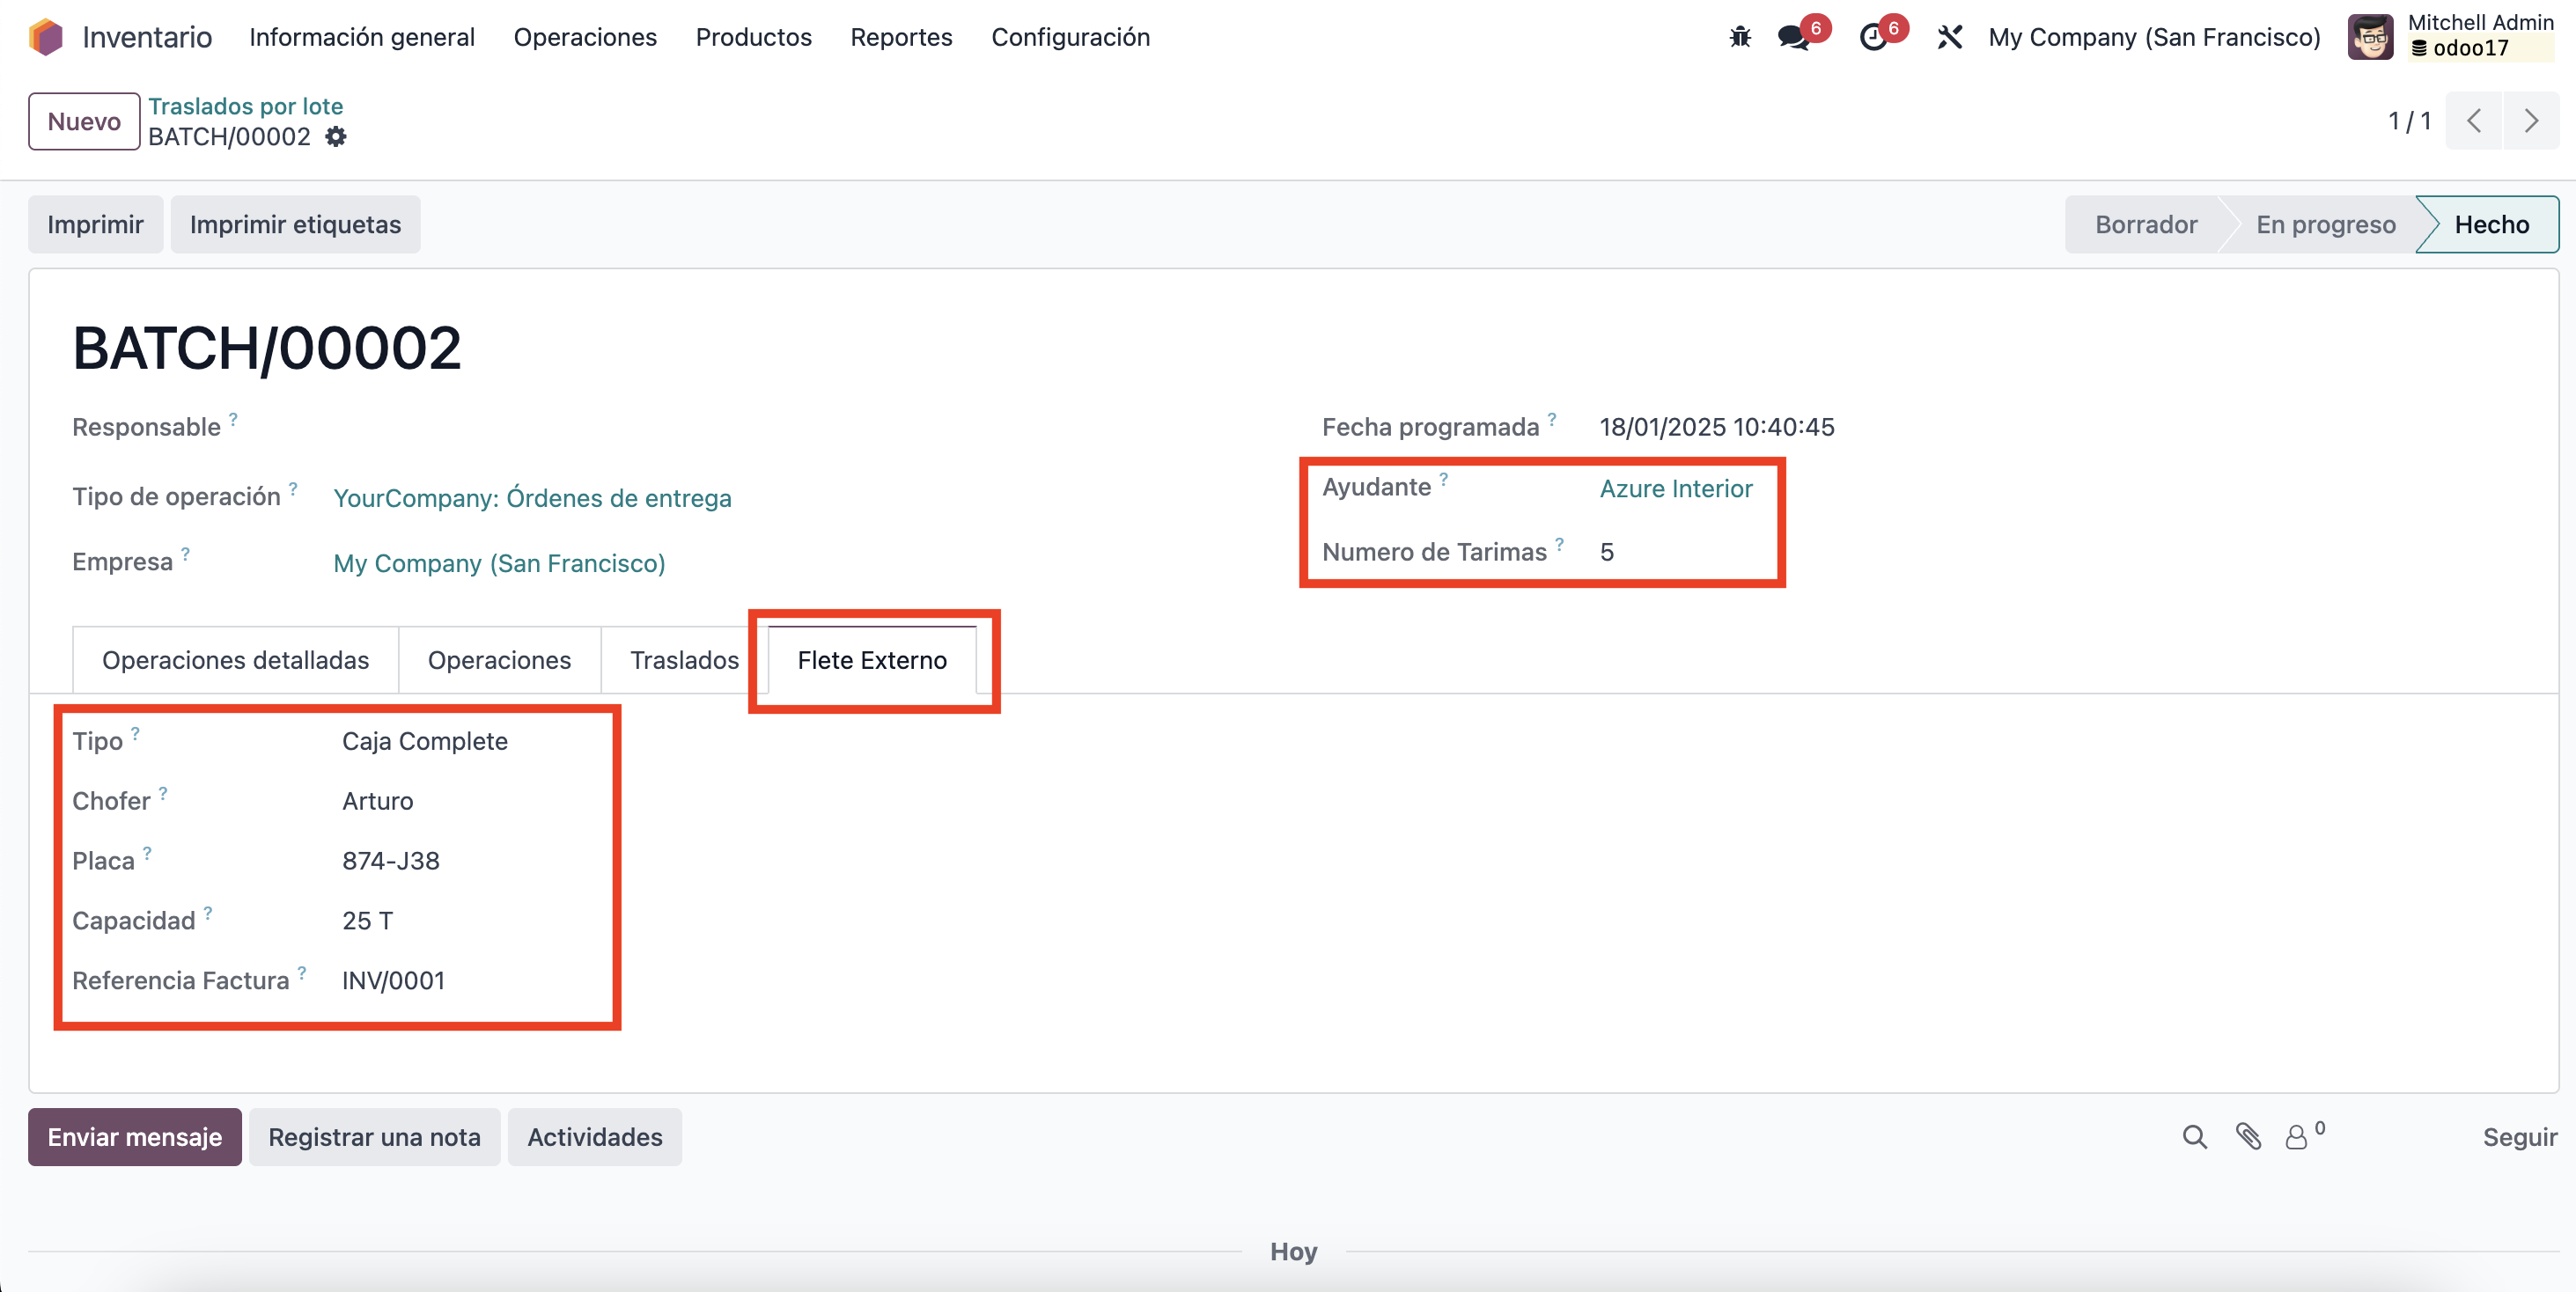 Inventario Información general Operaciones Productos Reportes Configuración 6 6 My Company (San Francisco) Mitchell Admin
odoo17
Nuevo Traslados por lote
BATCH/00002
1 / 1
Imprimir Imprimir etiquetas Borrador En progreso Hecho
BATCH/00002
Responsable ? Fecha programada ? 18/01/2025 10:40:45
Tipo de operación ? YourCompany: Órdenes de entrega Ayudante ? Azure Interior
Empresa ? My Company (San Francisco) Numero de Tarimas ? 5
Operaciones detalladas Operaciones Traslados Flete Externo
Tipo ? Caja Complete
Chofer ? Arturo
Placa ? 874-J38
Capacidad ? 25 T
Referencia Factura ? INV/0001
Enviar mensaje Registrar una nota Actividades 0 Seguir
Hoy